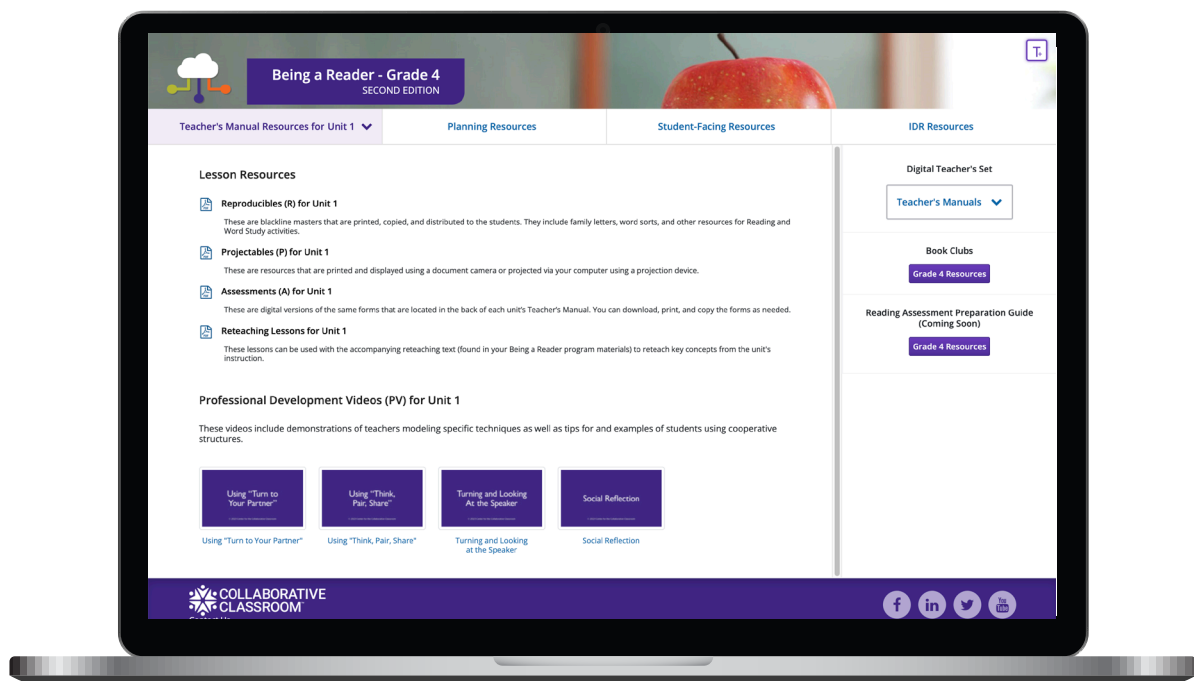 Being a Reader - Grade 4
SECOND EDITION
T.
Teacher's Manual Resources for Unit 1
Planning Resources
Student-Facing Resources
IDR Resources
Lesson Resources
Reproducibles (R) for Unit 1
These are blackline masters that are printed, copied, and distributed to the students. They include family letters, word sorts, and other resources for Reading and
Word Study activities.
Projectables (P) for Unit 1
These are resources that are printed and displayed using a document camera or projected via your computer using a projection device.
Assessments (A) for Unit 1
These are digital versions of the same forms that are located in the back of each unit's Teacher's Manual. You can download, print, and copy the forms as needed.
Reteaching Lessons for Unit 1
These lessons can be used with the accompanying reteaching text (found in your Being a Reader program materials) to reteach key concepts from the unit's
instruction.
Professional Development Videos (PV) for Unit 1
These videos include demonstrations of teachers modeling specific techniques as well as tips for and examples of students using cooperative
structures.
Using "Turn to
Your Partner"
Using "Think,
Pair, Share"
Turning and Looking
At the Speaker
Social Reflection
Using "Turn to Your Partner"
Using "Think, Pair, Share"
Turning and Looking
at the Speaker
Social Reflection
Digital Teacher's Set
Teacher's Manuals
Book Clubs
Grade 4 Resources
Reading Assessment Preparation Guide
(Coming Soon)
Grade 4 Resources
COLLABORATIVE
CLASSROOM
f
in
You
Tube